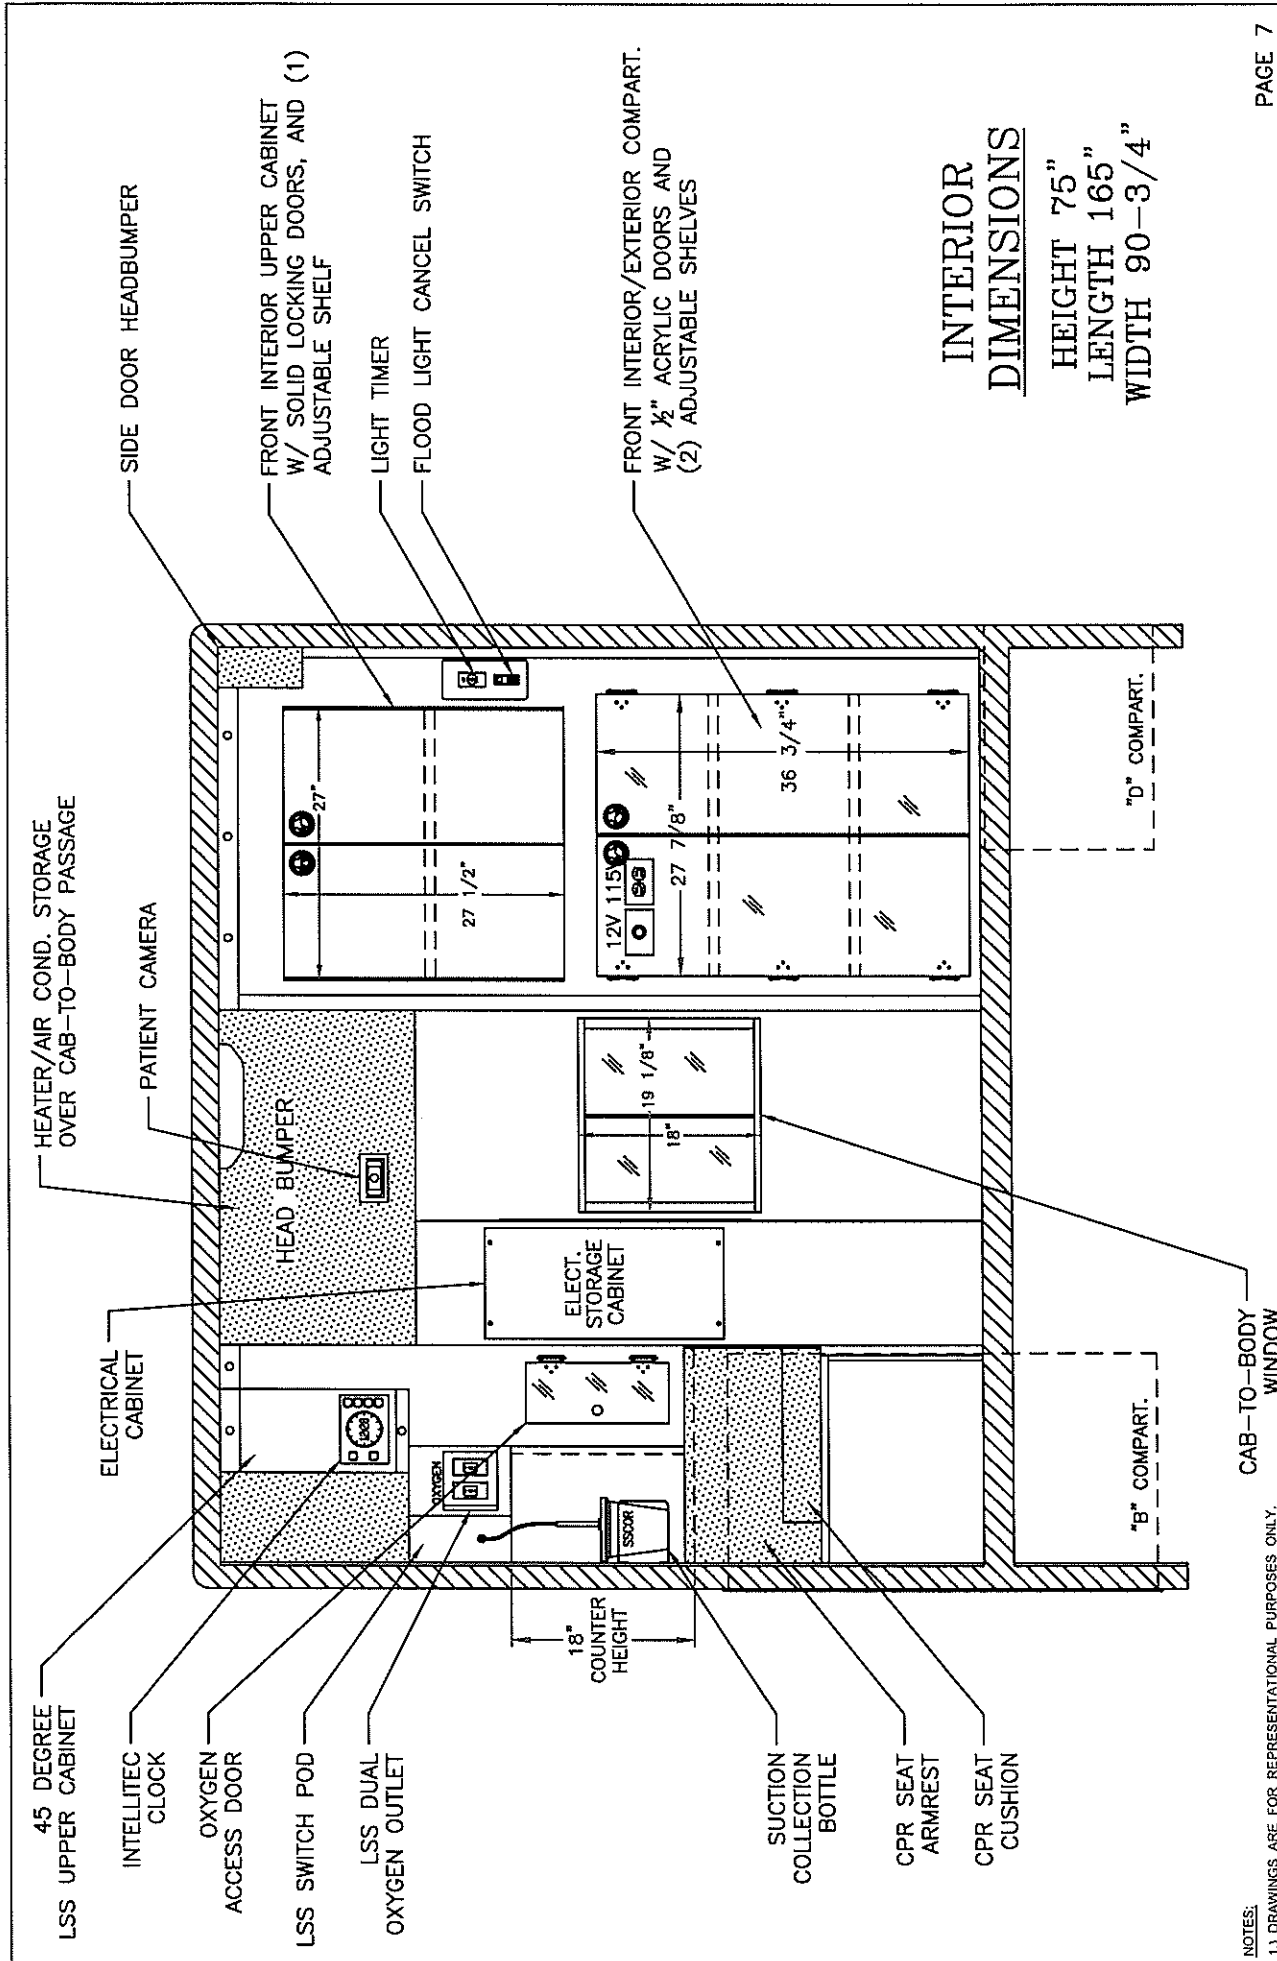 45 DEGREE
LSS UPPER CABINET
INTELLITEC
CLOCK
OXYGEN
ACCESS DOOR
LSS SWITCH POD
LSS DUAL
OXYGEN OUTLET
SUCTION
COLLECTION
BOTTLE
CPR SEAT
ARMREST
CPR SEAT
CUSHION
ELECTRICAL
CABINET
HEATER/AIR COND. STORAGE
OVER CAB-TO-BODY PASSAGE
PATIENT CAMERA
SIDE DOOR HEADBUMPER
FRONT INTERIOR UPPER CABINET
W/ SOLID LOCKING DOORS, AND (1)
ADJUSTABLE SHELF
LIGHT TIMER
FLOOD LIGHT CANCEL SWITCH
FRONT INTERIOR/EXTERIOR COMPART.
W/ ½" ACRYLIC DOORS AND
(2) ADJUSTABLE SHELVES
HEAD BUMPER
ELECT.
STORAGE
CABINET
OXYGEN
SSCOR
18"
COUNTER
HEIGHT
19 1/8"
18"
27"
27 1/2"
12V 115V
27 7/8"
36 3/4"
"B" COMPART.
"D" COMPART.
CAB-TO-BODY
WINDOW
INTERIOR
DIMENSIONS
HEIGHT 75"
LENGTH 165"
WIDTH 90-3/4"
NOTES:
1.) DRAWINGS ARE FOR REPRESENTATIONAL PURPOSES ONLY.
PAGE 7